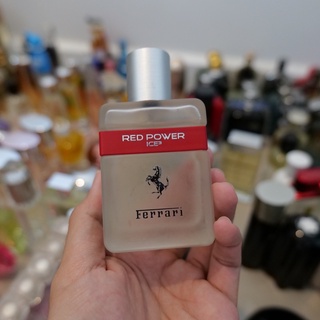 RED POWER
ICE³
Ferrari